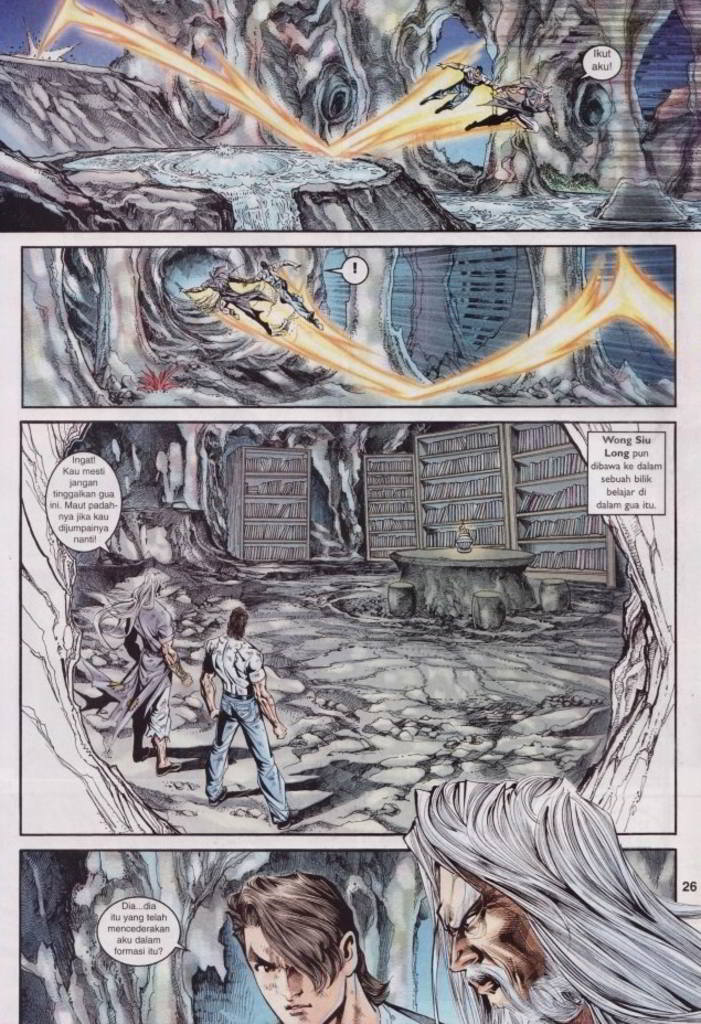 Ikut
aku!
!
Ingat!
Kau mesti
jangan
tinggalkan gua
ini. Maut padah-
nya jika kau
dijumpainya
nanti!
Wong Siu
Long pun
dibawa ke dalam
sebuah bilik
belajar di
dalam gua itu.
26
Dia...dia
itu yang telah
mencederakan
aku dalam
formasi itu?